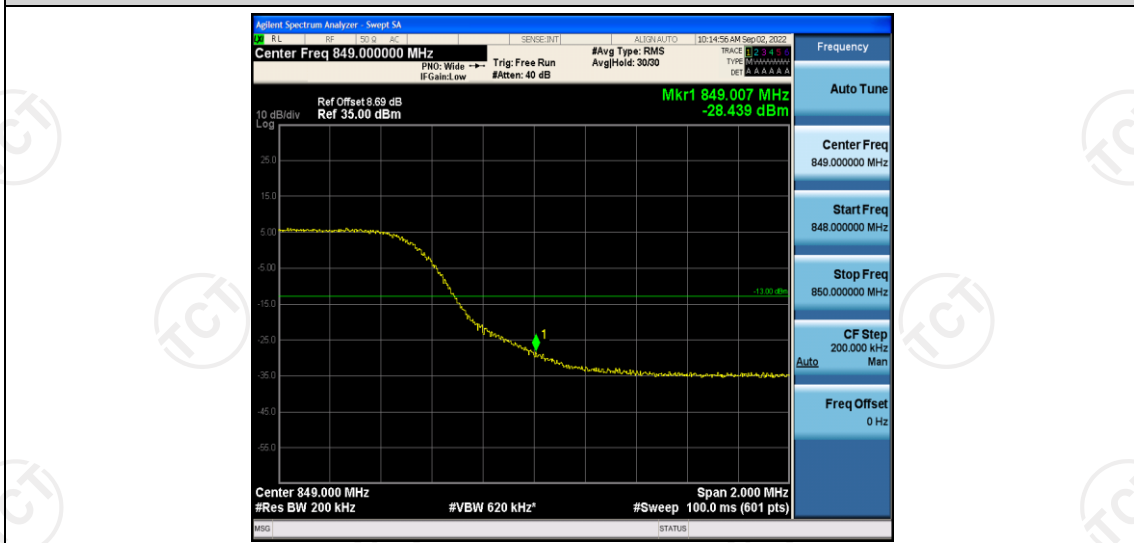 Agilent Spectrum Analyzer - Swept SA
RL RF 50 Ω AC SENSE:INT ALIGN AUTO 10:14:56 AM Sep 02, 2022
Center Freq 849.000000 MHz
PNO: Wide
IFGain:Low
Trig: Free Run
#Atten: 40 dB
#Avg Type: RMS
Avg|Hold: 30/30
TRACE 1 2 3 4 5 6
TYPE M
DET A A A A A A
Frequency
Auto Tune
Mkr1 849.007 MHz
-28.439 dBm
Ref Offset 8.69 dB
10 dB/div Ref 35.00 dBm
Log
25.0
15.0
5.00
-5.00
-15.0
-25.0
-35.0
-45.0
-55.0
-13.00 dBm
1
Center Freq
849.000000 MHz
Start Freq
848.000000 MHz
Stop Freq
850.000000 MHz
CF Step
200.000 kHz
Auto Man
Freq Offset
0 Hz
Center 849.000 MHz Span 2.000 MHz
#Res BW 200 kHz #VBW 620 kHz* #Sweep 100.0 ms (601 pts)
MSG STATUS
TCT
TCT
TCT
TCT
TCT
TCT